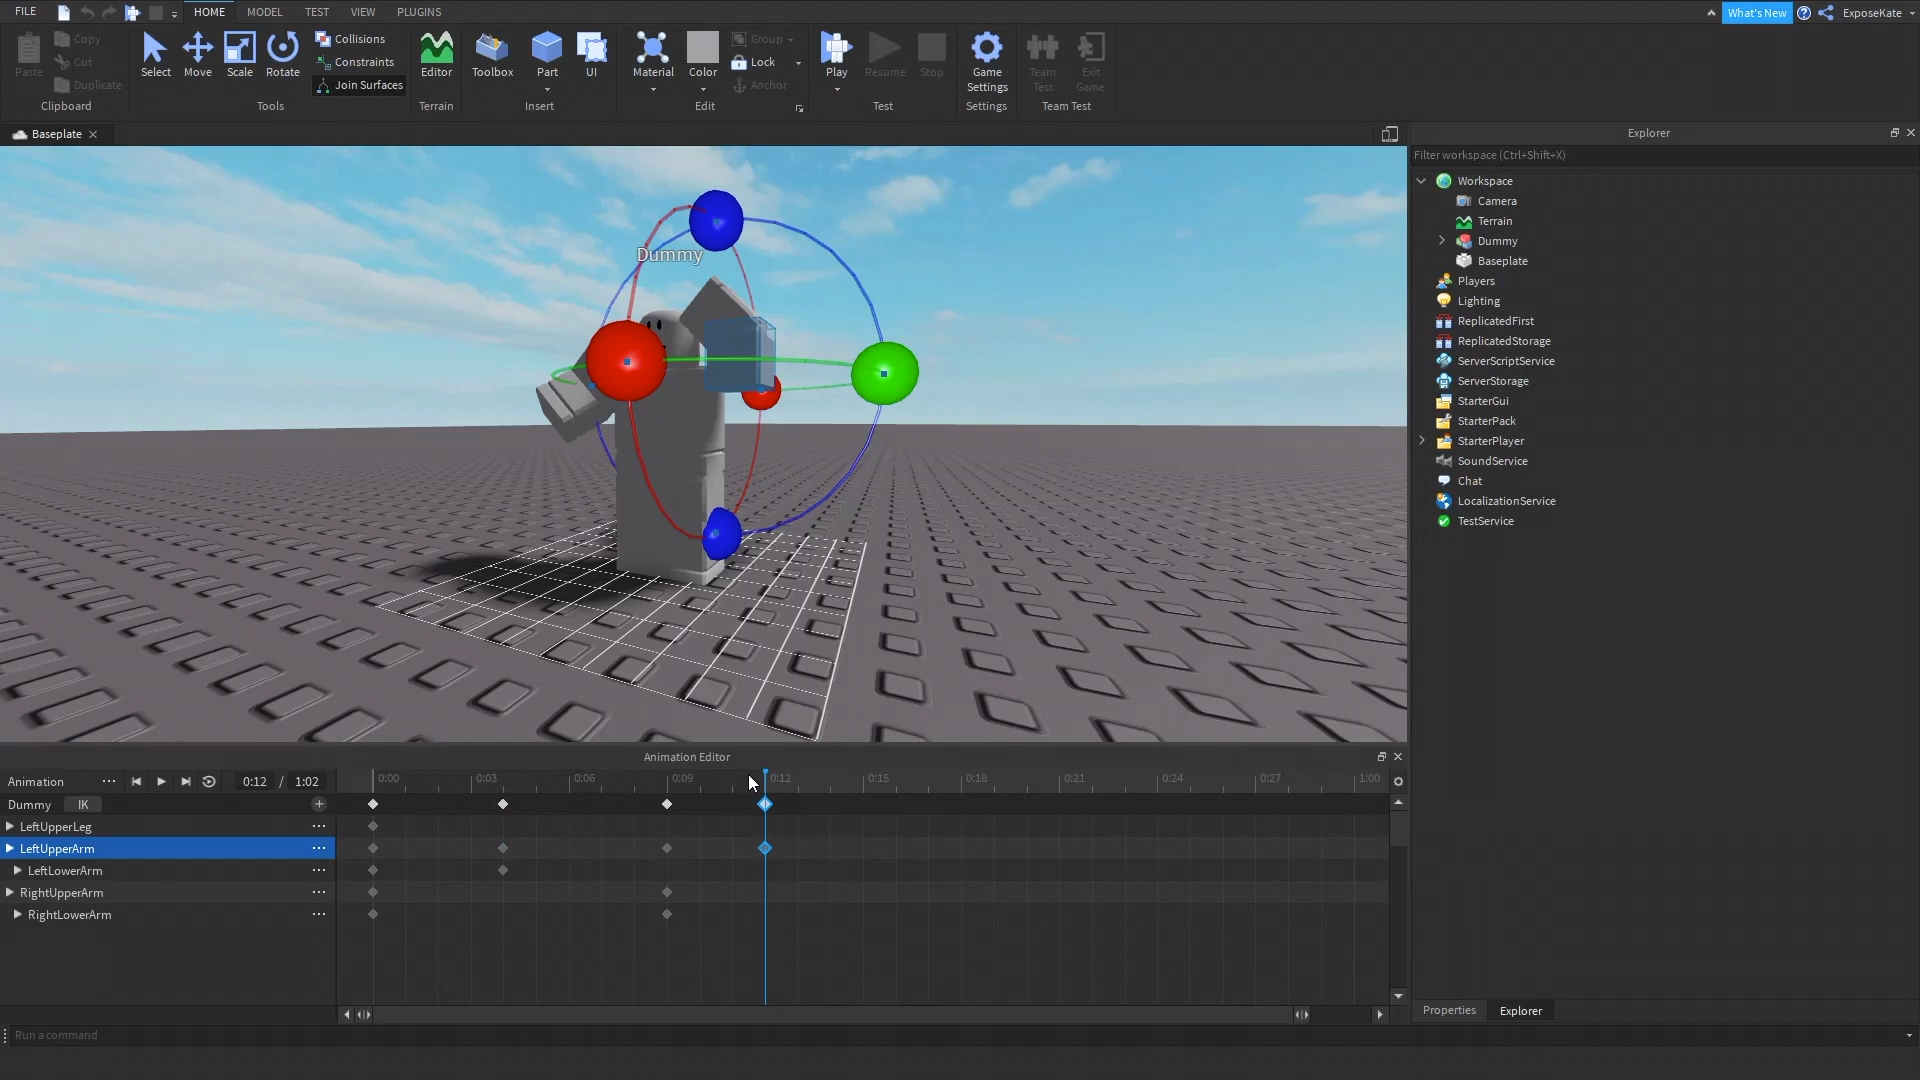 FILE HOME MODEL TEST VIEW PLUGINS What's New ExposeKate
Paste Copy Cut Duplicate Clipboard
Select Move Scale Rotate Collisions Constraints Join Surfaces Tools
Editor Terrain
Toolbox Part UI Insert
Material Color Group Lock Anchor Edit
Play Resume Stop Test
Game Settings Settings
Team Test Exit Game Team Test
Baseplate
Dummy
Explorer
Filter workspace (Ctrl+Shift+X)
Workspace
Camera
Terrain
Dummy
Baseplate
Players
Lighting
ReplicatedFirst
ReplicatedStorage
ServerScriptService
ServerStorage
StarterGui
StarterPack
StarterPlayer
SoundService
Chat
LocalizationService
TestService
Properties Explorer
Animation Editor
Animation ... 0:12 / 1:02 0:00 0:03 0:06 0:09 0:12 0:15 0:18 0:21 0:24 0:27 1:00
Dummy IK
LeftUpperLeg ...
LeftUpperArm ...
LeftLowerArm ...
RightUpperArm ...
RightLowerArm ...
Run a command